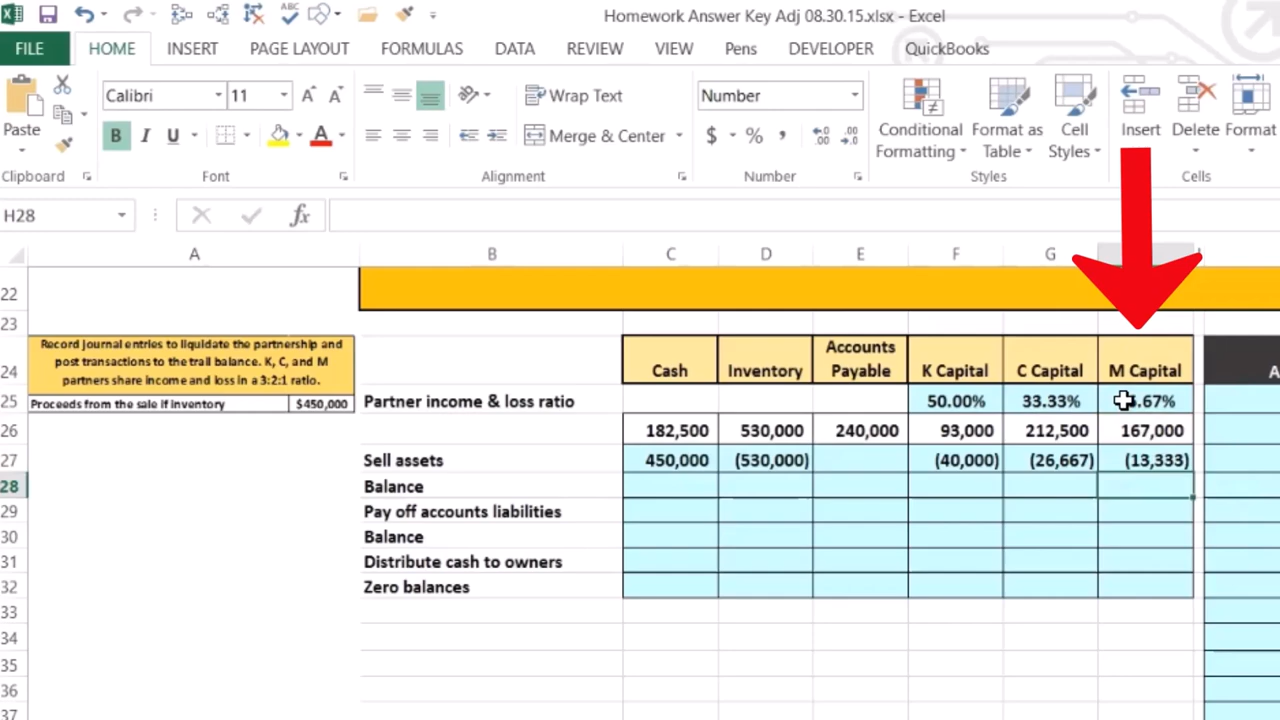 ABC
Homework Answer Key Adj 08.30.15.xlsx - Excel
FILE HOME INSERT PAGE LAYOUT FORMULAS DATA REVIEW VIEW Pens DEVELOPER QuickBooks
Paste
Calibri 11 A A
B I U A
Wrap Text
Merge & Center
Number
$ % ,
Conditional Formatting
Format as Table
Cell Styles
Insert Delete Format
Clipboard Font Alignment Number Styles Cells
H28 fx
A B C D E F G
22
23
Record journal entries to liquidate the partnership and
post transactions to the trail balance. K, C, and M
partners share income and loss in a 3:2:1 ratio.
24 Cash Inventory Accounts Payable K Capital C Capital M Capital A
25 Proceeds from the sale if inventory $450,000 Partner income & loss ratio 50.00% 33.33% .67%
26 182,500 530,000 240,000 93,000 212,500 167,000
27 Sell assets 450,000 (530,000) (40,000) (26,667) (13,333)
28 Balance
29 Pay off accounts liabilities
30 Balance
31 Distribute cash to owners
32 Zero balances
33
34
35
36
37